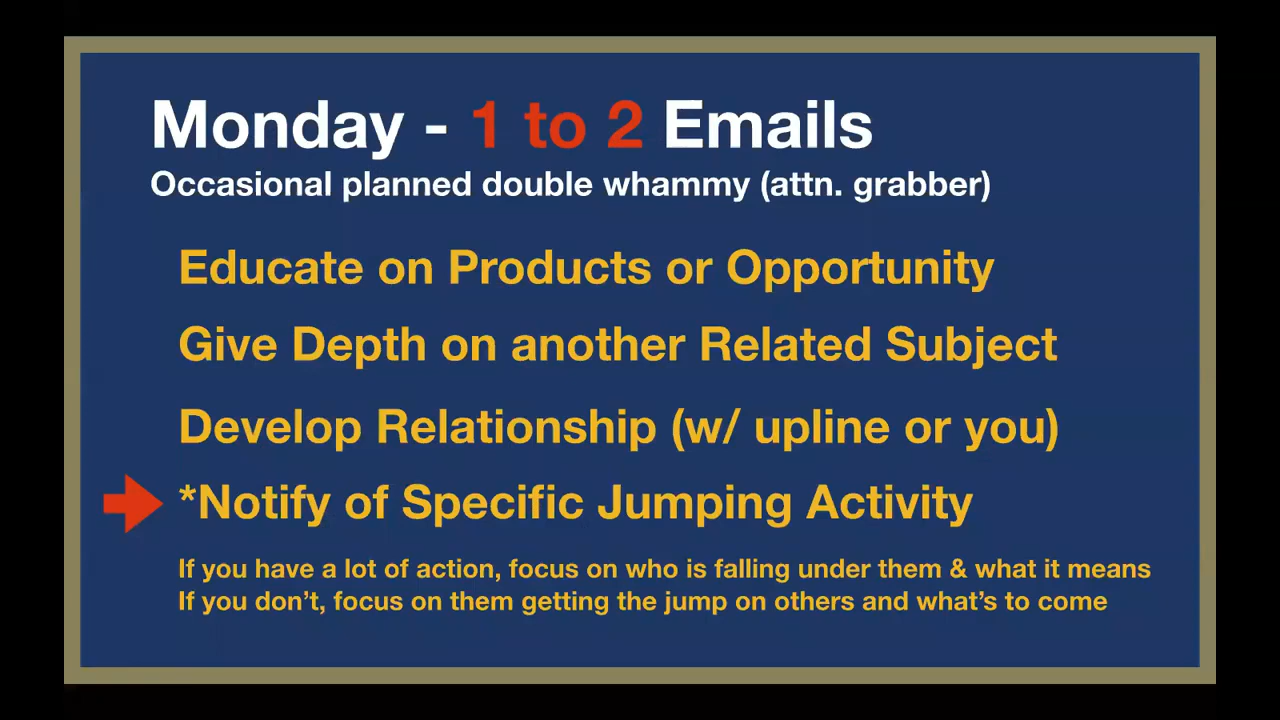 Monday - 1 to 2 Emails
Occasional planned double whammy (attn. grabber)
Educate on Products or Opportunity
Give Depth on another Related Subject
Develop Relationship (w/ upline or you)
*Notify of Specific Jumping Activity
If you have a lot of action, focus on who is falling under them & what it means
If you don’t, focus on them getting the jump on others and what’s to come